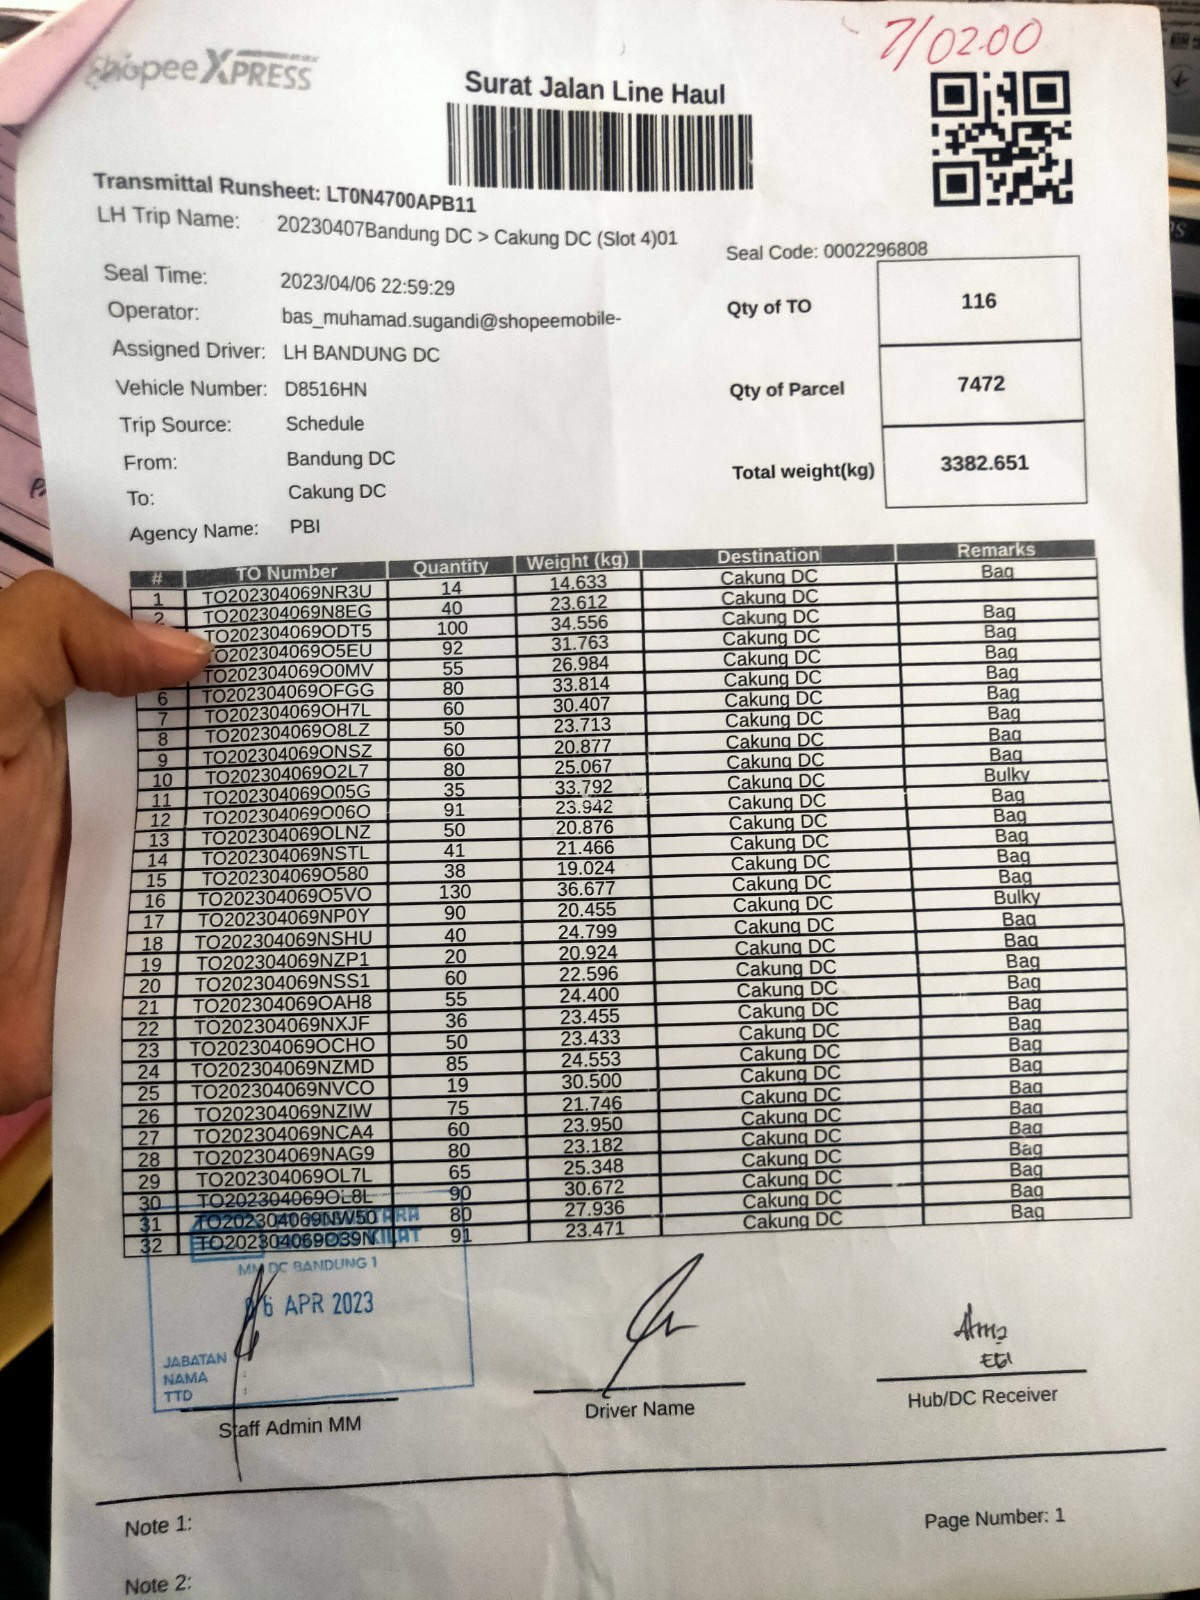 7/02.00
ShopeeXPRESS
Surat Jalan Line Haul
Transmittal Runsheet: LT0N4700APB11
LH Trip Name: 20230407Bandung DC > Cakung DC (Slot 4)01
Seal Code: 0002296808
Seal Time: 2023/04/06 22:59:29
Operator: bas_muhamad.sugandi@shopeemobile-
Assigned Driver: LH BANDUNG DC
Vehicle Number: D8516HN
Trip Source: Schedule
From: Bandung DC
To: Cakung DC
Agency Name: PBI
Qty of TO 116
Qty of Parcel 7472
Total weight(kg) 3382.651
# TO Number Quantity Weight (kg) Destination Remarks
1 TO202304069NR3U 14 14.633 Cakung DC Bag
2 TO202304069N8EG 40 23.612 Cakung DC
TO202304069ODT5 100 34.556 Cakung DC Bag
TO202304069O5EU 92 31.763 Cakung DC Bag
TO202304069O0MV 55 26.984 Cakung DC Bag
6 TO202304069OFGG 80 33.814 Cakung DC Bag
7 TO202304069OH7L 60 30.407 Cakung DC Bag
8 TO202304069O8LZ 50 23.713 Cakung DC Bag
9 TO202304069ONSZ 60 20.877 Cakung DC Bag
10 TO202304069O2L7 80 25.067 Cakung DC Bag
11 TO202304069O05G 35 33.792 Cakung DC Bulky
12 TO202304069O06O 91 23.942 Cakung DC Bag
13 TO202304069OLNZ 50 20.876 Cakung DC Bag
14 TO202304069NSTL 41 21.466 Cakung DC Bag
15 TO202304069O580 38 19.024 Cakung DC Bag
16 TO202304069O5VO 130 36.677 Cakung DC Bag
17 TO202304069NP0Y 90 20.455 Cakung DC Bulky
18 TO202304069NSHU 40 24.799 Cakung DC Bag
19 TO202304069NZP1 20 20.924 Cakung DC Bag
20 TO202304069NSS1 60 22.596 Cakung DC Bag
21 TO202304069OAH8 55 24.400 Cakung DC Bag
22 TO202304069NXJF 36 23.455 Cakung DC Bag
23 TO202304069OCHO 50 23.433 Cakung DC Bag
24 TO202304069NZMD 85 24.553 Cakung DC Bag
25 TO202304069NVCO 19 30.500 Cakung DC Bag
26 TO202304069NZIW 75 21.746 Cakung DC Bag
27 TO202304069NCA4 60 23.950 Cakung DC Bag
28 TO202304069NAG9 80 23.182 Cakung DC Bag
29 TO202304069OL7L 65 25.348 Cakung DC Bag
30 TO202304069OL8L 90 30.672 Cakung DC Bag
31 TO202304069NW50 80 27.936 Cakung DC Bag
32 TO202304069O39N 91 23.471 Cakung DC Bag
KILAT
MM DC BANDUNG 1
06 APR 2023
JABATAN :
NAMA :
TTD
EGI
Staff Admin MM
Driver Name
Hub/DC Receiver
Note 1:
Page Number: 1
Note 2: